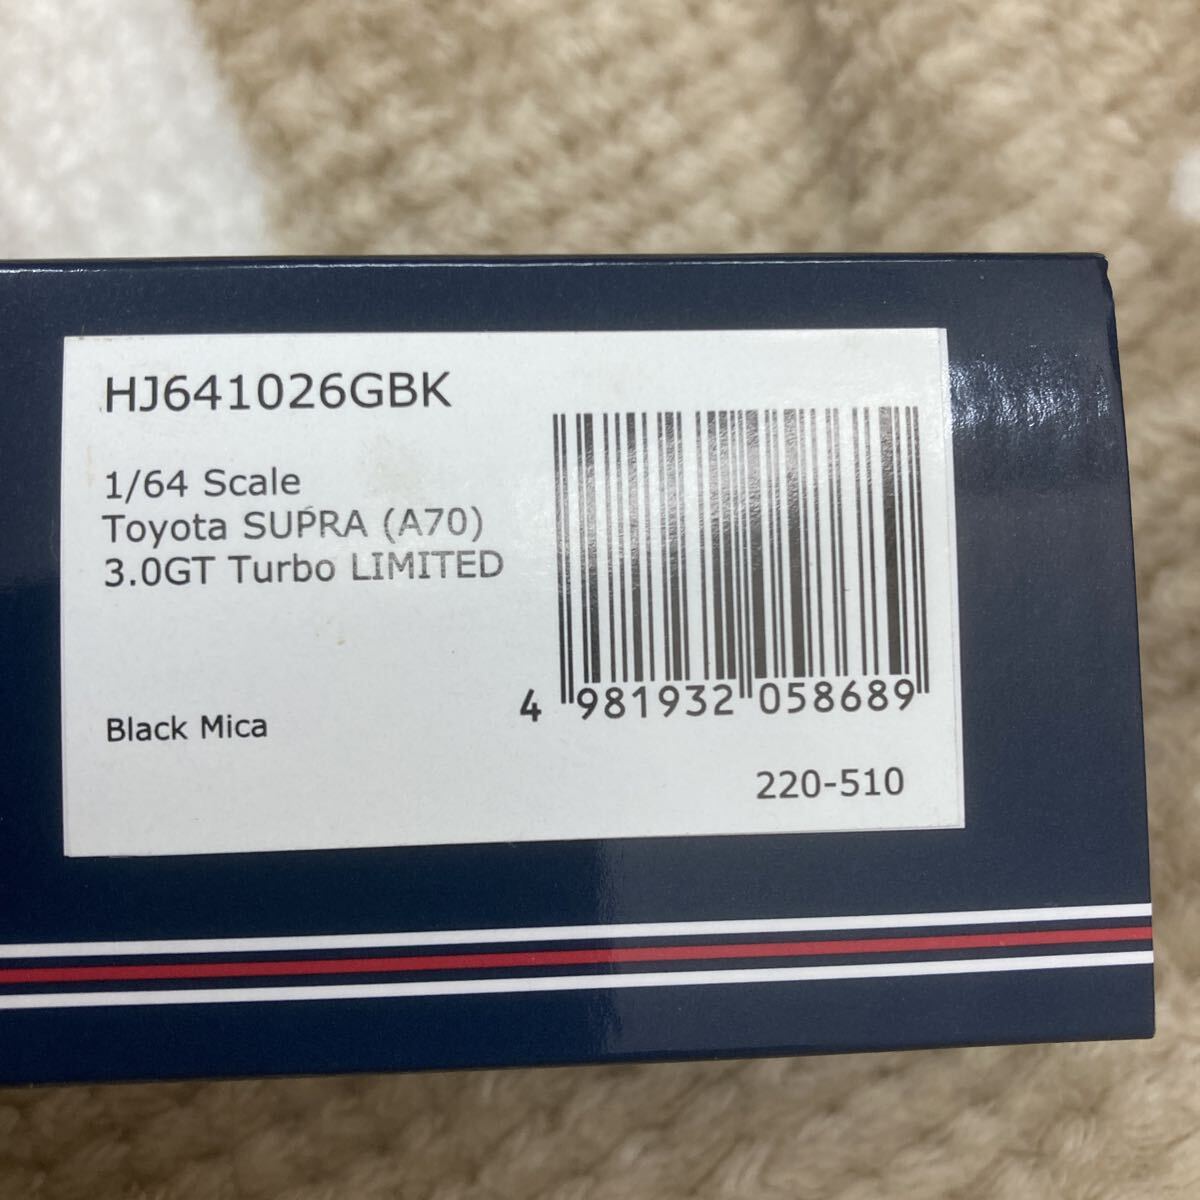 HJ641026GBK
1/64 Scale
Toyota SUPRA (A70)
3.0GT Turbo LIMITED
4 981932 058689
Black Mica
220-510